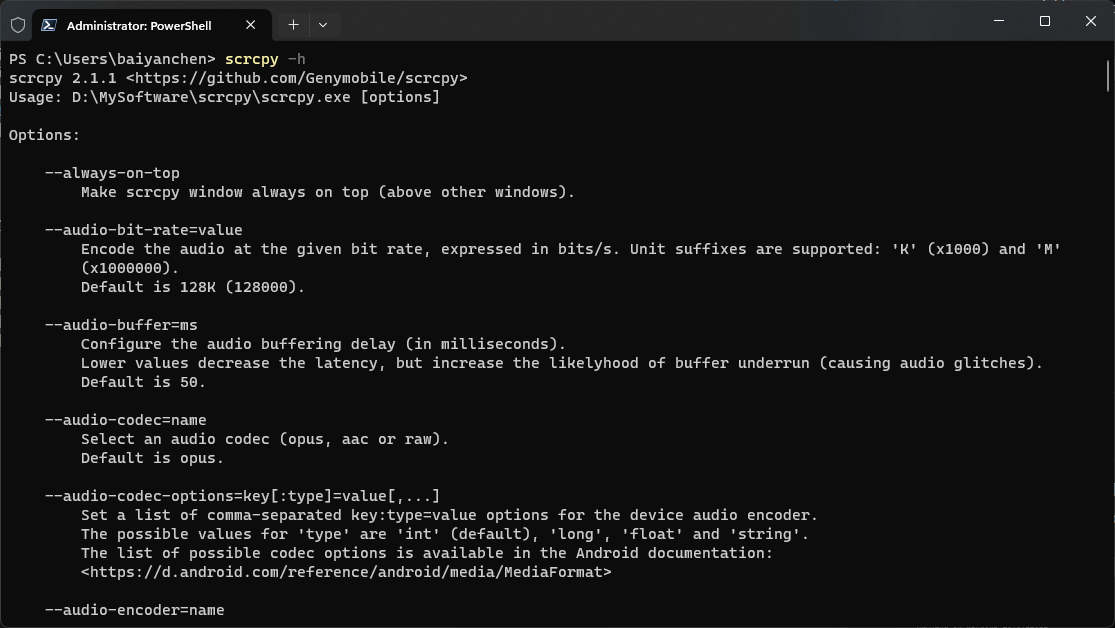 Administrator: PowerShell
PS C:\Users\baiyanchen> scrcpy -h
scrcpy 2.1.1 <https://github.com/Genymobile/scrcpy>
Usage: D:\MySoftware\scrcpy\scrcpy.exe [options]
Options:
--always-on-top
Make scrcpy window always on top (above other windows).
--audio-bit-rate=value
Encode the audio at the given bit rate, expressed in bits/s. Unit suffixes are supported: 'K' (x1000) and 'M'
(x1000000).
Default is 128K (128000).
--audio-buffer=ms
Configure the audio buffering delay (in milliseconds).
Lower values decrease the latency, but increase the likelyhood of buffer underrun (causing audio glitches).
Default is 50.
--audio-codec=name
Select an audio codec (opus, aac or raw).
Default is opus.
--audio-codec-options=key[:type]=value[,...]
Set a list of comma-separated key:type=value options for the device audio encoder.
The possible values for 'type' are 'int' (default), 'long', 'float' and 'string'.
The list of possible codec options is available in the Android documentation:
<https://d.android.com/reference/android/media/MediaFormat>
--audio-encoder=name